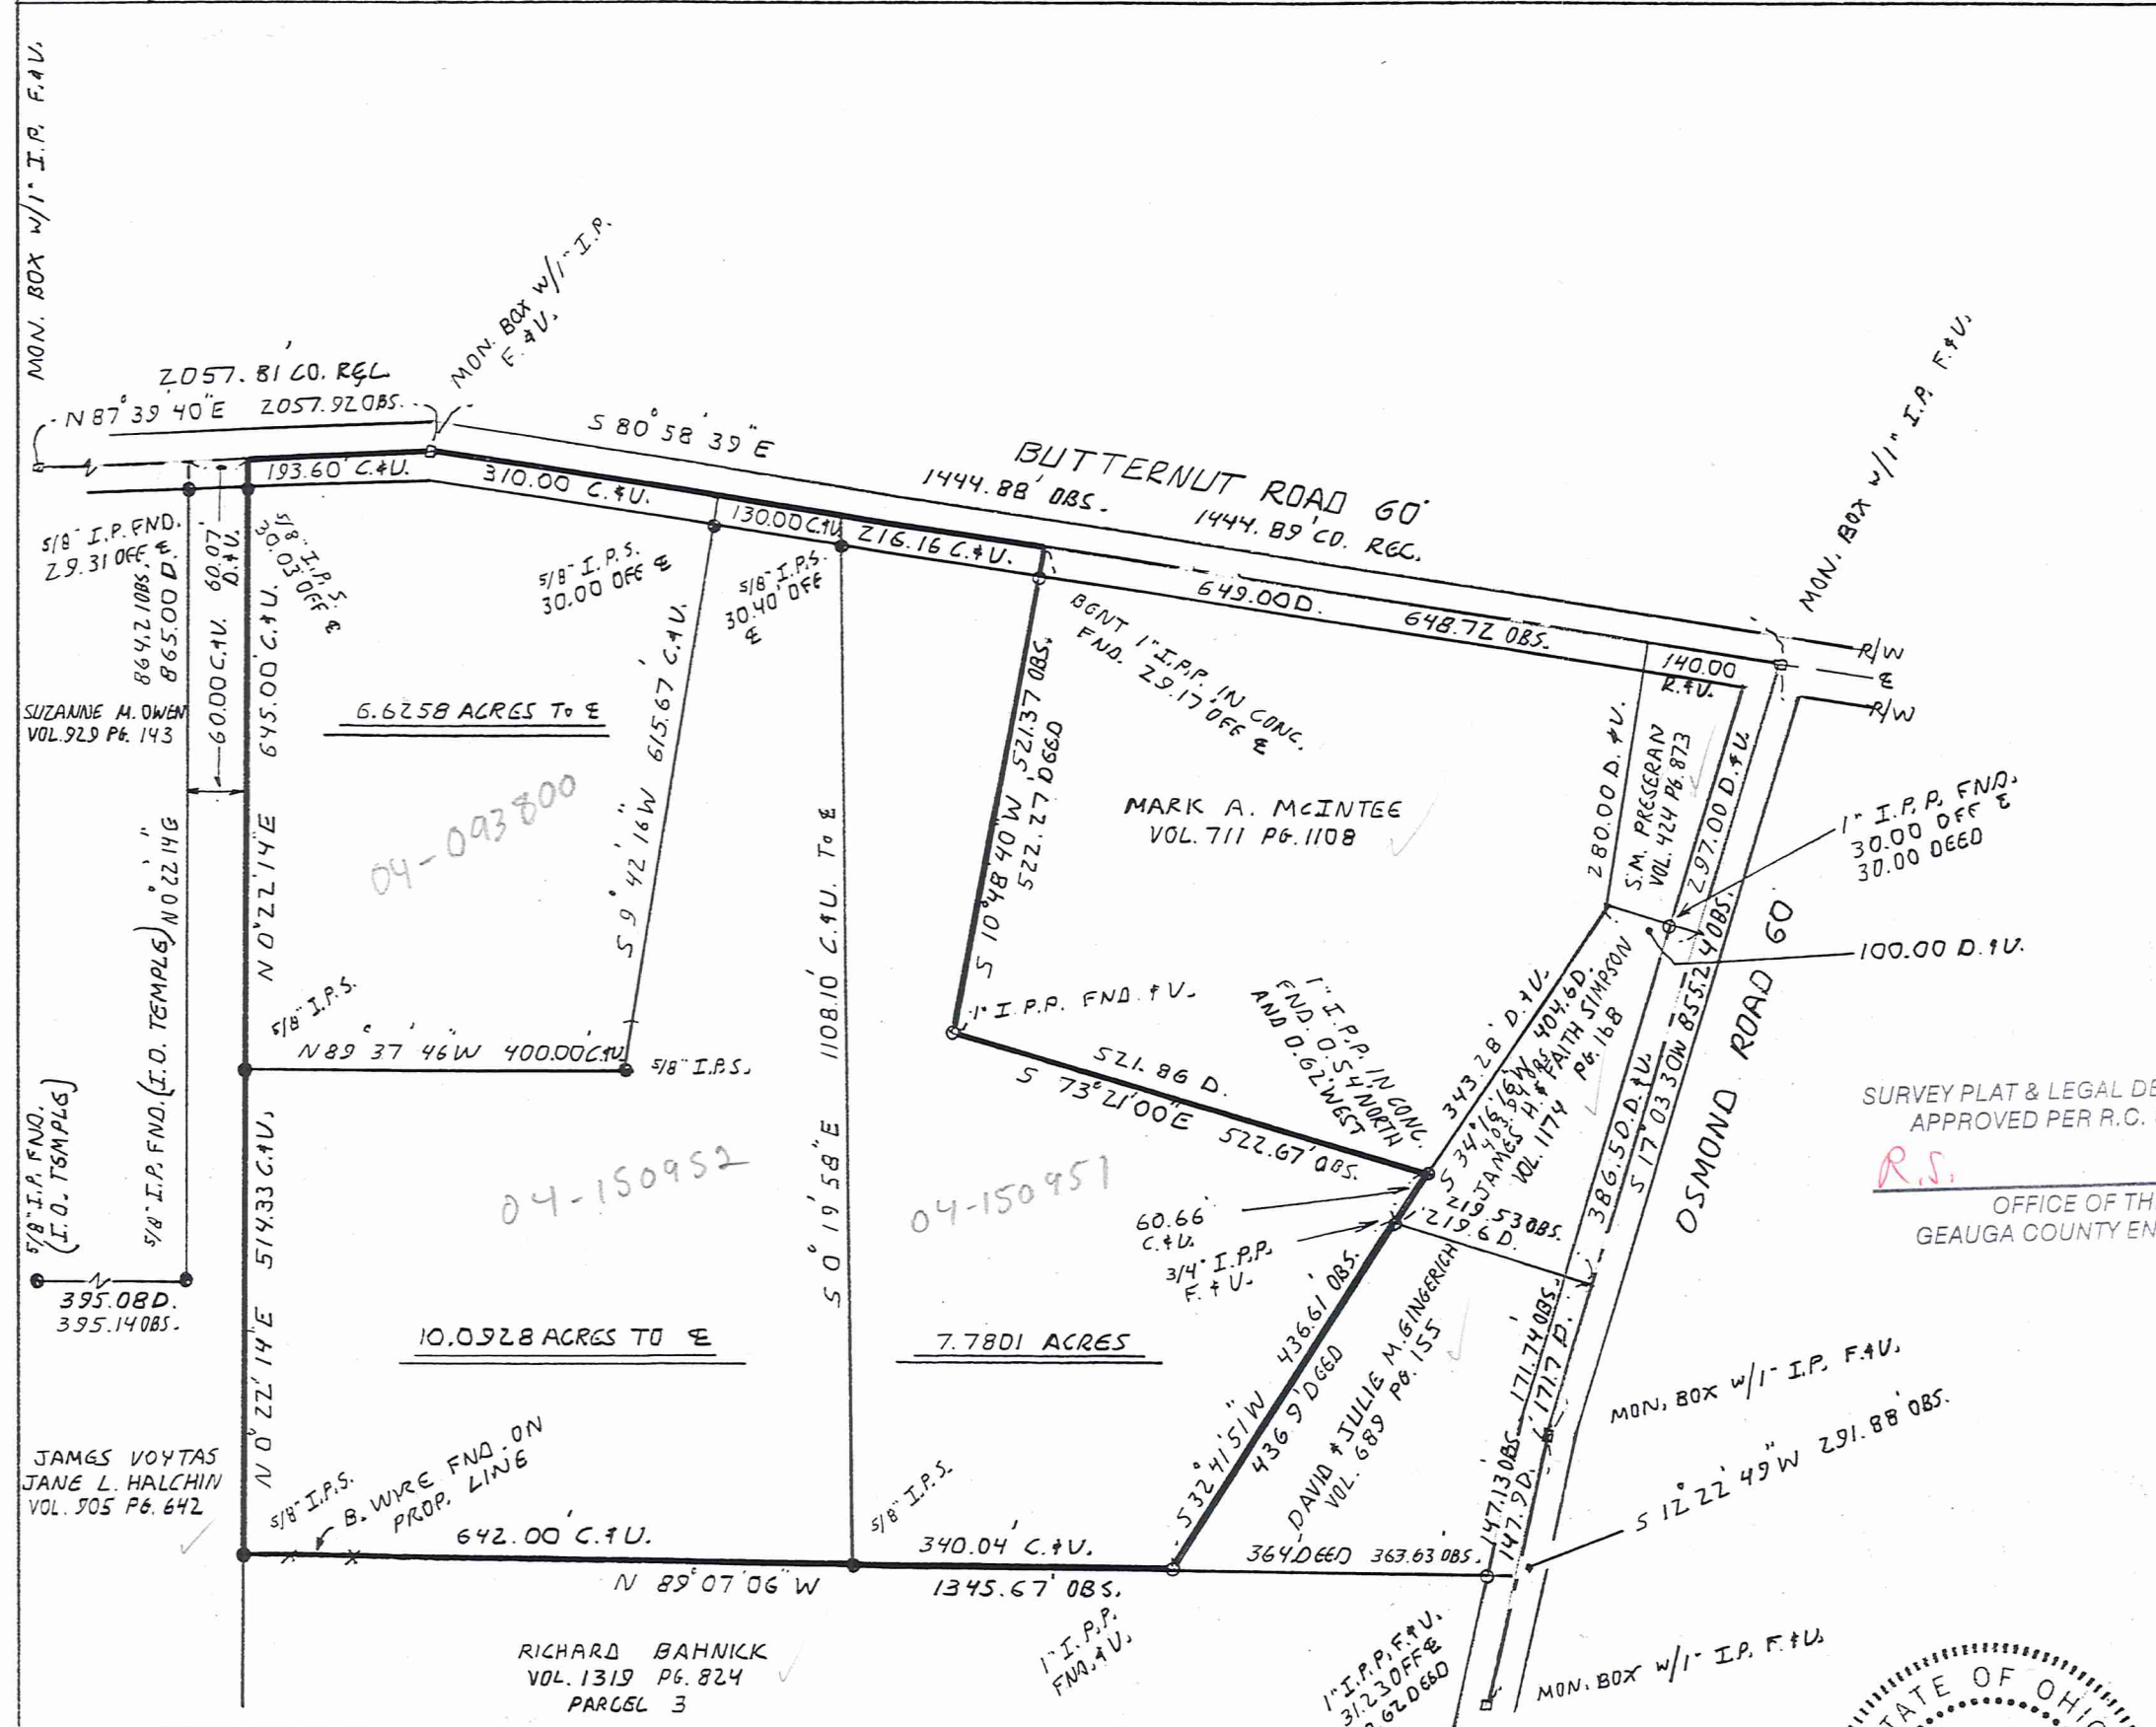 MON. BOX W/1" I.P. F.&U.
2057.81' CO. REC.
N 87° 39' 40" E 2057.92 OBS.
MON. BOX W/1" I.P.
F. & U.
S 80° 58' 39" E
BUTTERNUT ROAD 60'
1444.88' OBS.
1444.89' CO. REC.
MON. BOX W/1" I.P. F.&U.
193.60' C.&U.
310.00 C.&U.
130.00 C.&U.
216.16 C.&U.
649.00 D.
648.72 OBS.
140.00
R.&U.
R/W
℄
R/W
5/8" I.P. FND.
29.31 OFF ℄
864.21 OBS.
865.00 D.
60.00 C.&U.
60.07'
D.&U.
5/8" I.P.S.
30.03 OFF ℄
5/8" I.P.S.
30.00 OFF ℄
5/8" I.P.S.
30.40' OFF
℄
BENT 1" I.P.P. IN CONC.
FND. 29.17' OFF ℄
SUZANNE M. OWEN
VOL. 929 PG. 143
N 0° 22' 14" E 645.00' C.&U.
6.6258 ACRES TO ℄
04-093800
S 9° 42' 16" W 615.67' C.&U.
S 0° 19' 58" E 1108.10' C.&U. TO ℄
S 10° 48' 40" W 521.37 OBS.
522.27' DEED
MARK A. McINTEE
VOL. 711 PG. 1108
280.00 D. &U.
S.M. PRESERAN
VOL. 424 PG. 873
297.00 D.&U.
1" I.P.P. FND.
30.00 OFF ℄
30.00 DEED
100.00 D.&U.
N 0° 22' 14" E
5/8" I.P. FND. (I.O. TEMPLE)
5/8" I.P. FND.
(I.O. TEMPLE)
395.08 D.
395.14 OBS.
5/8" I.P.S.
N 89° 37' 46" W 400.00 C.&U.
5/8" I.P.S.
1" I.P.P. FND. & U.
521.86 D.
S 73° 21' 00" E 522.67' OBS.
1" I.P.P. IN CONC.
FND. 0.54' NORTH
AND 0.62' WEST
343.28' D.&U.
S 34° 16' 16" W 404.6 D.
403.94 OBS.
JAMES H. & FAITH SIMPSON
VOL. 1174 PG. 168
386.50 D. D.&U.
S 17° 03' 30" W 855.24 OBS.
OSMOND ROAD 60'
SURVEY PLAT & LEGAL DE
APPROVED PER R.C.
R.S.
OFFICE OF TH
GEAUGA COUNTY EN
N 0° 22' 14" E 514.33 C.&U.
04-150952
04-150951
60.66'
C.&U.
3/4" I.P.P.
F. & U.
219.53 OBS.
219.6 D.
10.0928 ACRES TO ℄
7.7801 ACRES
S 32° 41' 51" W 436.61' OBS.
436.9' DEED
DAVID & JULIE M. GINGERICH
VOL. 689 PG. 155
171.74 OBS.
171.7 D.
MON. BOX W/1" I.P. F.&U.
147.13 OBS.
147.9 D.
S 12° 22' 49" W 291.88' OBS.
JAMES VOYTAS
JANE L. HALCHIN
VOL. 905 PG. 642
5/8" I.P.S.
B. WIRE FND. ON
PROP. LINE
5/8" I.P.S.
642.00' C.&U.
340.04' C.&U.
364' DEED 363.63 OBS.
N 89° 07' 06" W
1345.67' OBS.
RICHARD BAHNICK
VOL. 1319 PG. 824
PARCEL 3
1" I.P.P.
FND. & U.
1" I.P.P. F.&U.
31.23 OFF ℄
.62 DEED
MON. BOX W/1" I.P. F.&U.
TATE OF OHIO